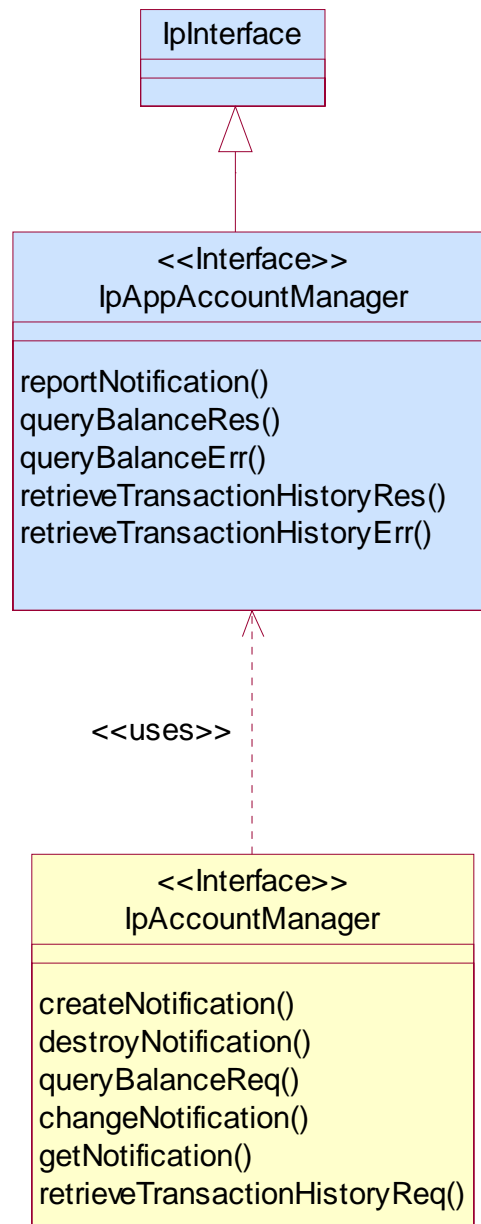 IpInterface
<<Interface>>
IpAppAccountManager
reportNotification()
queryBalanceRes()
queryBalanceErr()
retrieveTransactionHistoryRes()
retrieveTransactionHistoryErr()
<<uses>>
<<Interface>>
IpAccountManager
createNotification()
destroyNotification()
queryBalanceReq()
changeNotification()
getNotification()
retrieveTransactionHistoryReq()